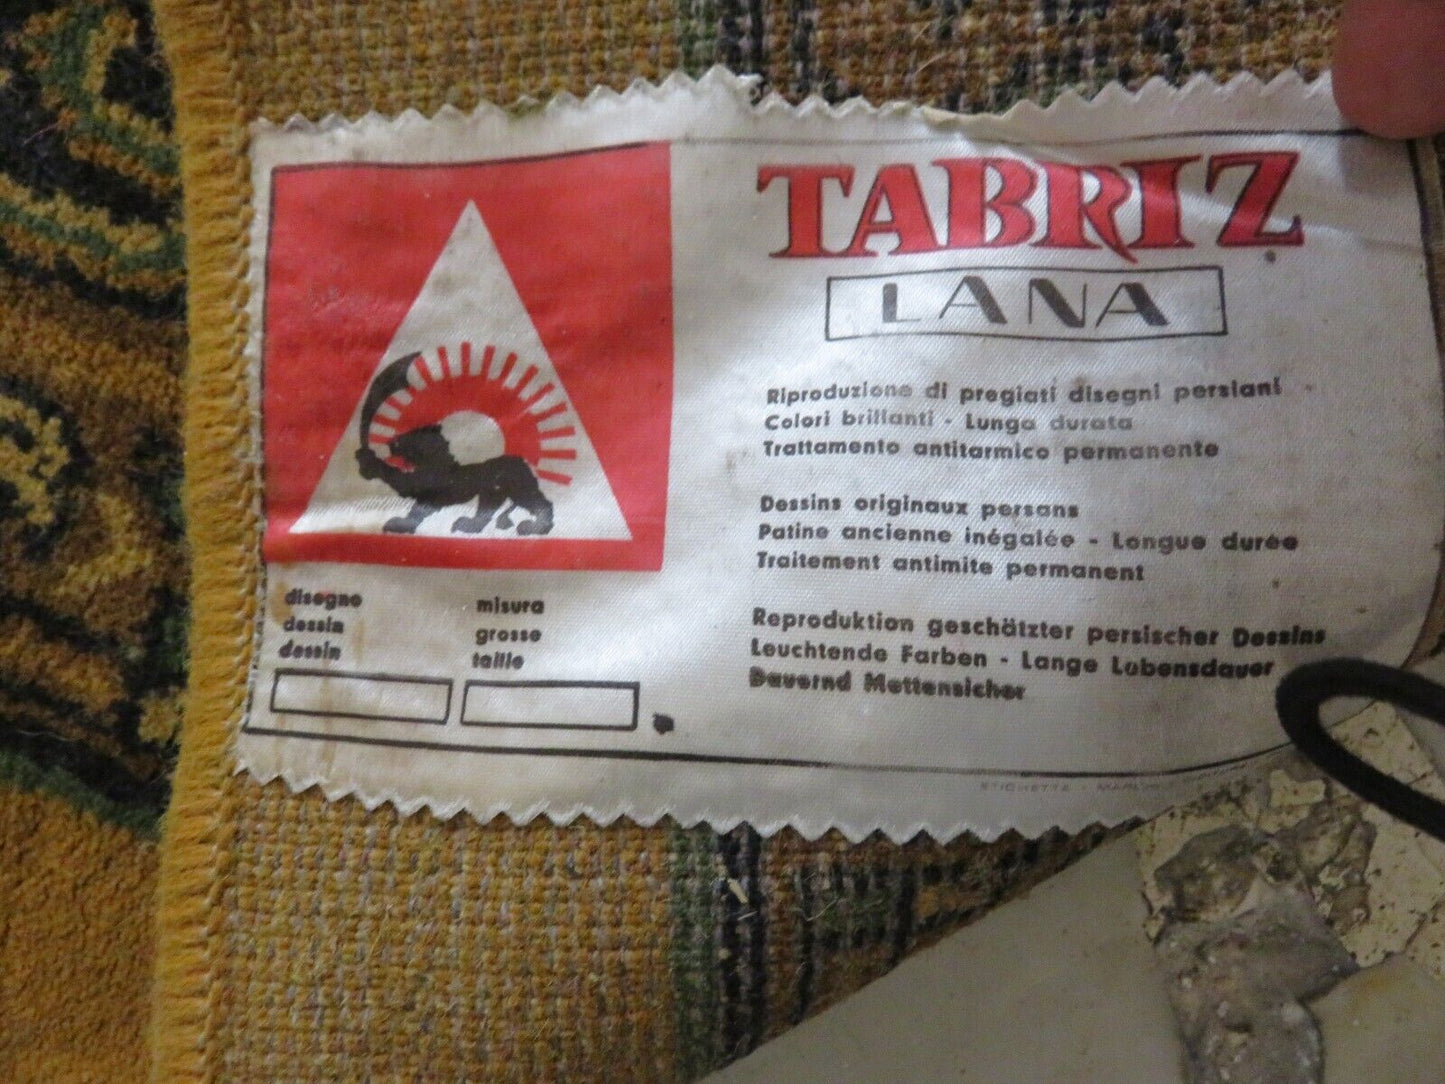 TABRIZ
LANA
Riproduzione di pregiati disegni persiani
Colori brillanti - Lunga durata
Trattamento antitarmico permanente
Dessins originaux persans
Patine ancienne inégalée - Longue durée
Traitement antimite permanent
Reproduktion geschätzter persischer Dessins
Leuchtende Farben - Lange Labensdauer
Dauernd Mottensicher
disegno
dessin
dessin
misura
grosse
taille
ETICHETTA